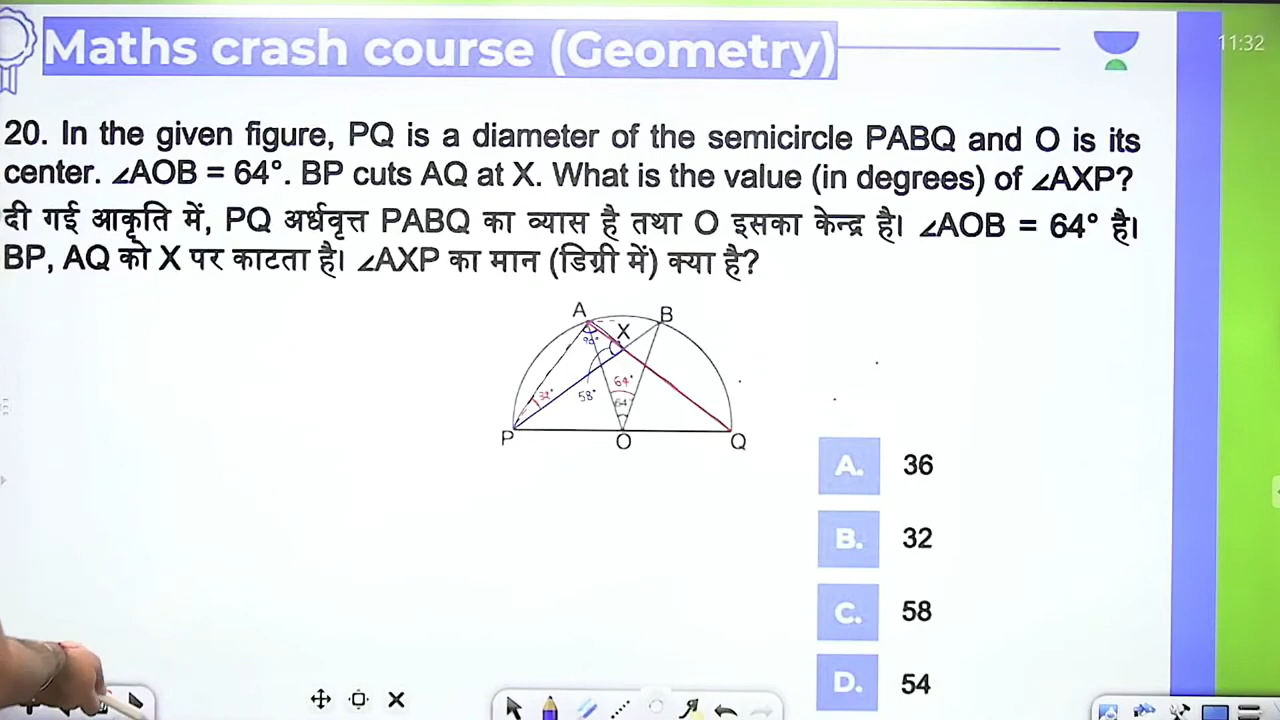 Maths crash course (Geometry)
11:32
20. In the given figure, PQ is a diameter of the semicircle PABQ and O is its
center. ∠AOB = 64°. BP cuts AQ at X. What is the value (in degrees) of ∠AXP?
दी गई आकृति में, PQ अर्धवृत्त PABQ का व्यास है तथा O इसका केन्द्र है। ∠AOB = 64° है।
BP, AQ को X पर काटता है। ∠AXP का मान (डिग्री में) क्या है?
A B
X
90°
64°
32° 58° 64°
P O Q
A. 36
B. 32
C. 58
D. 54